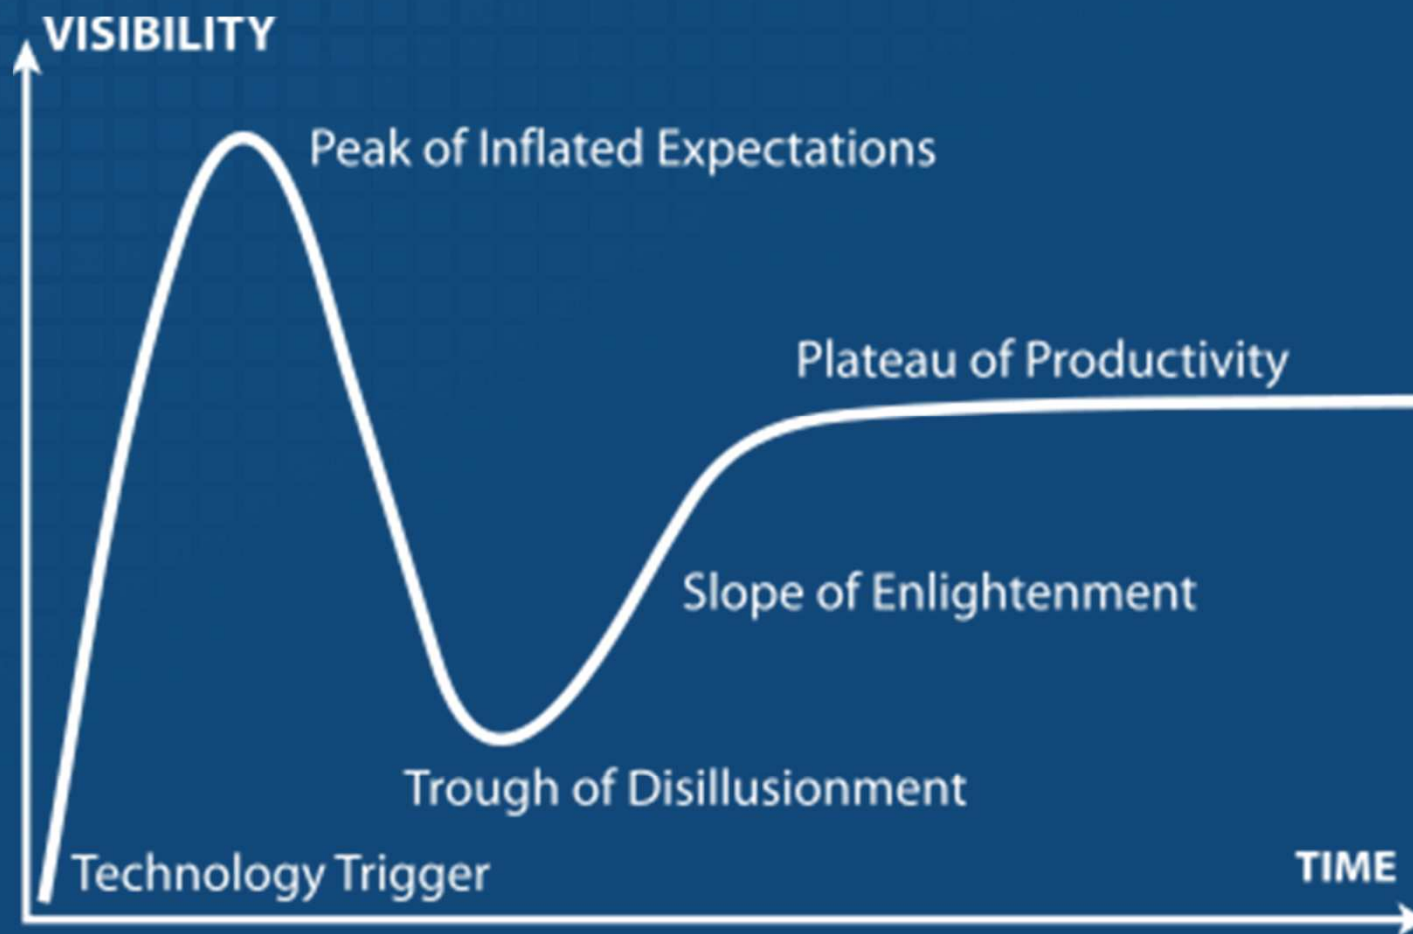 VISIBILITY
Peak of Inflated Expectations
Plateau of Productivity
Slope of Enlightenment
Trough of Disillusionment
Technology Trigger
TIME